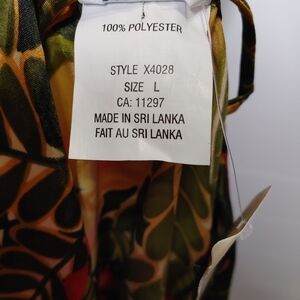 100% POLYESTER
STYLE X4028
SIZE L
CA: 11297
MADE IN SRI LANKA
FAIT AU SRI LANKA